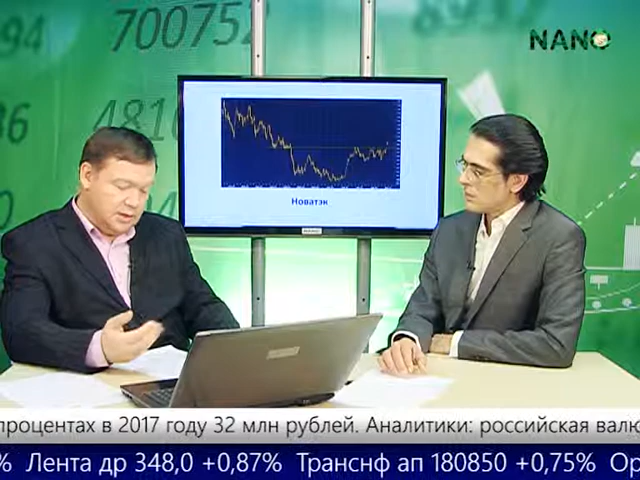 700752
NANO
4810
Новатэк
процентах в 2017 году 32 млн рублей. Аналитики: российская валю
% Лента др 348,0 +0,87% Транснф ап 180850 +0,75% Ор